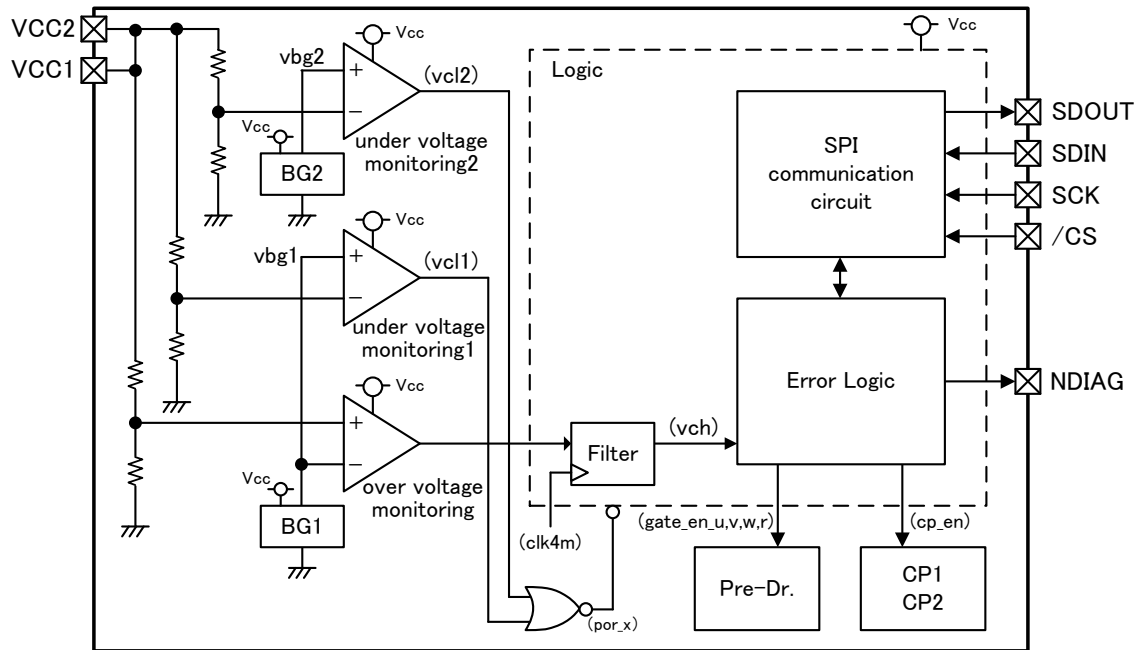 VCC2
VCC1
Vcc
vbg2
+
−
(vcl2)
under voltage
monitoring2
Vcc
BG2
Vcc
vbg1
+
−
(vcl1)
under voltage
monitoring1
Vcc
+
−
over voltage
monitoring
Vcc
BG1
Logic
Vcc
SPI
communication
circuit
SDOUT
SDIN
SCK
/CS
Error Logic
NDIAG
Filter
(vch)
(clk4m)
(por_x)
(gate_en_u,v,w,r)
(cp_en)
Pre-Dr.
CP1
CP2